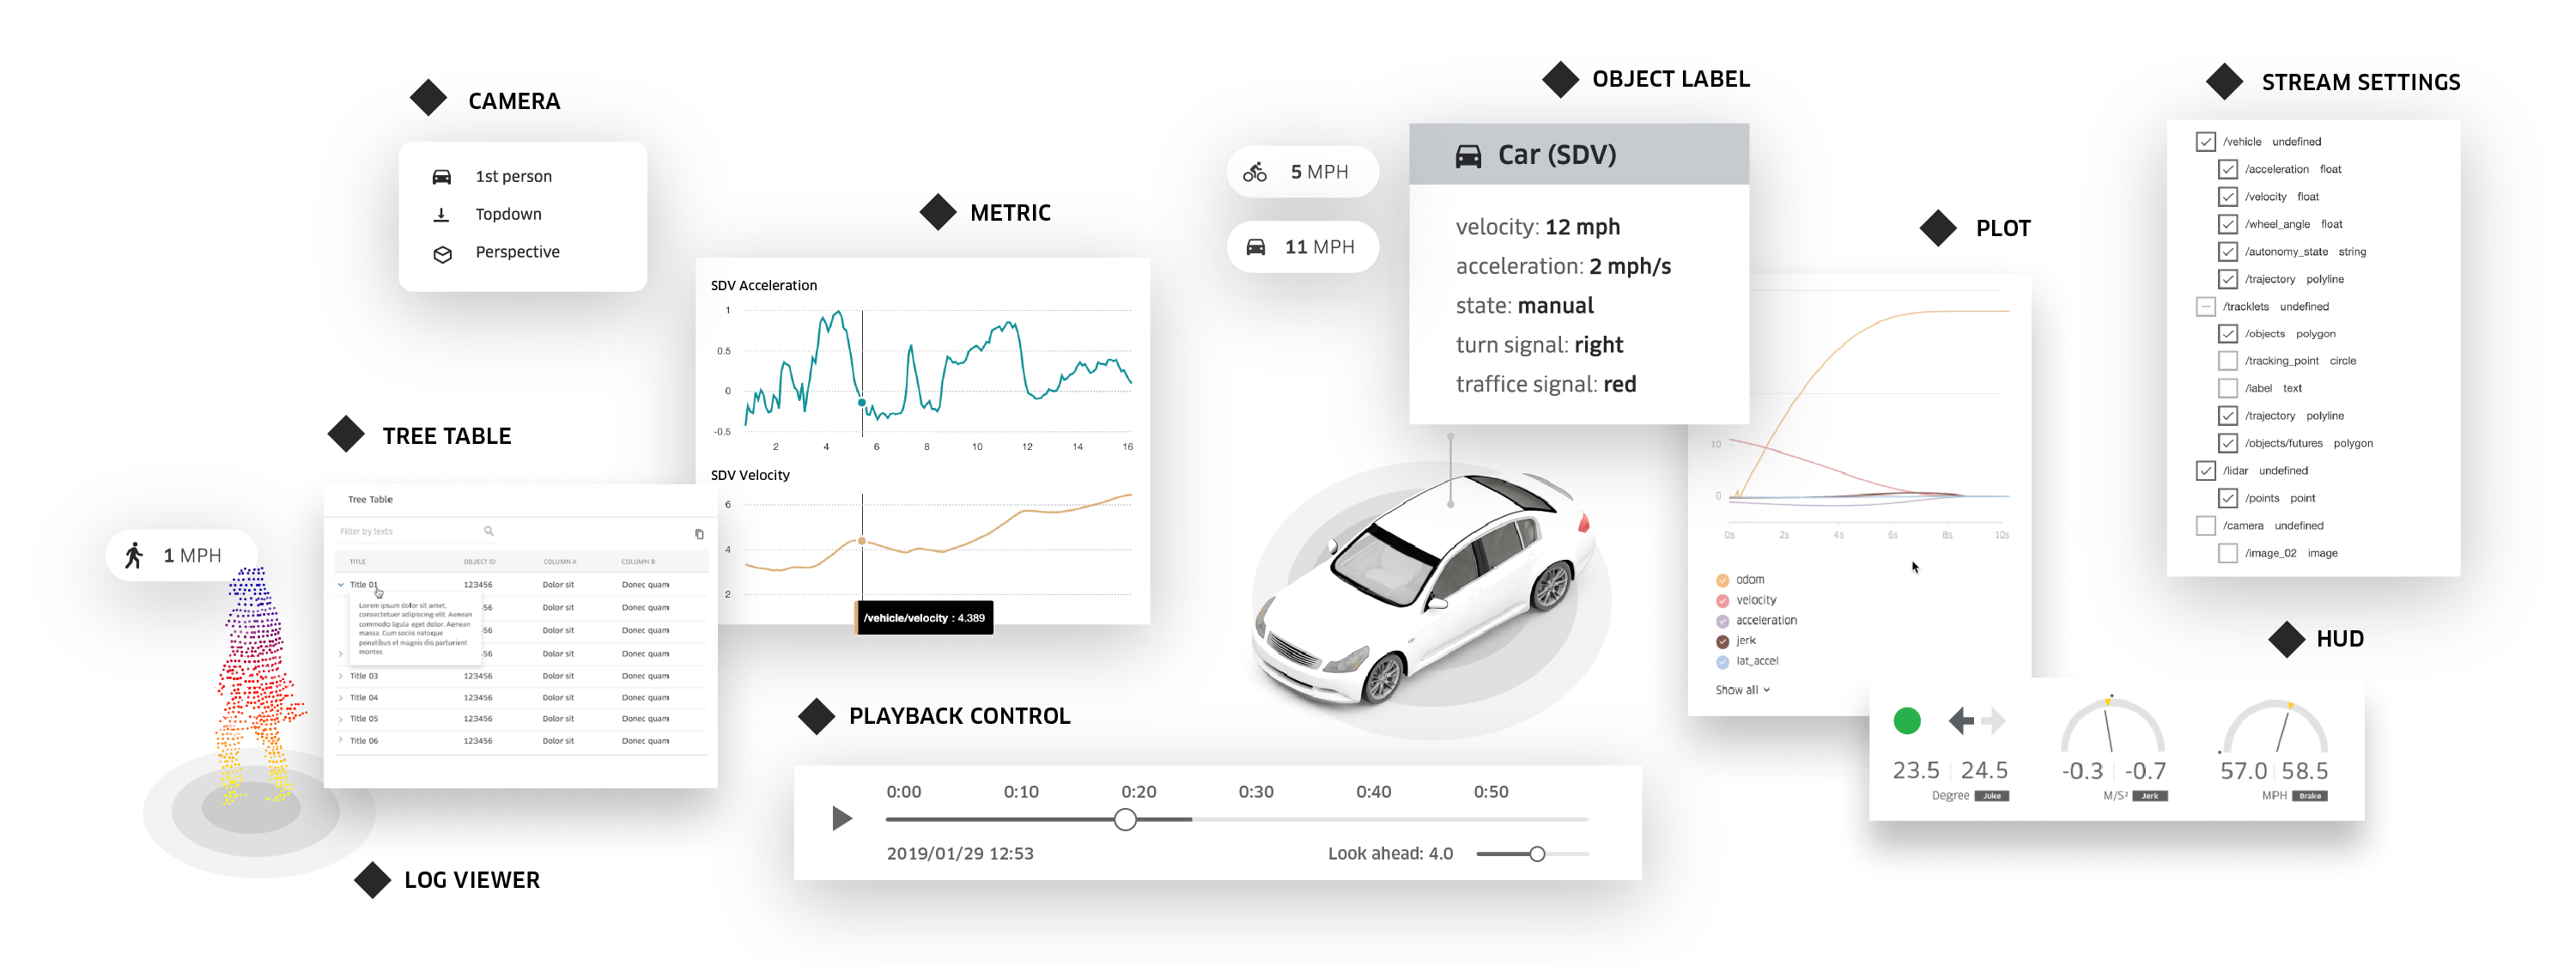 CAMERA
1st person
Topdown
Perspective
METRIC
SDV Acceleration
1
0.5
0
-0.5
2 4 6 8 10 12 14 16
SDV Velocity
6
4
2
/vehicle/velocity : 4.389
TREE TABLE
Tree Table
Filter by texts
TITLE OBJECT ID COLUMN A COLUMN B
Title 01 123456 Dolor sit Donec quam
Lorem ipsum dolor sit amet,
consectetuer adipiscing elit. Aenean
commodo ligula eget dolor. Aenean
massa. Cum sociis natoque
penatibus et magnis dis parturient
montes
56 Dolor sit Donec quam
56 Dolor sit Donec quam
56 Dolor sit Donec quam
Title 03 123456 Dolor sit Donec quam
Title 04 123456 Dolor sit Donec quam
Title 05 123456 Dolor sit Donec quam
Title 06 123456 Dolor sit Donec quam
1 MPH
LOG VIEWER
PLAYBACK CONTROL
0:00 0:10 0:20 0:30 0:40 0:50
2019/01/29 12:53
Look ahead: 4.0
5 MPH
11 MPH
OBJECT LABEL
Car (SDV)
velocity: 12 mph
acceleration: 2 mph/s
state: manual
turn signal: right
traffice signal: red
PLOT
10
0
0s 2s 4s 6s 8s 10s
odom
velocity
acceleration
jerk
lat_accel
Show all
STREAM SETTINGS
/vehicle undefined
/acceleration float
/velocity float
/wheel_angle float
/autonomy_state string
/trajectory polyline
/tracklets undefined
/objects polygon
/tracking_point circle
/label text
/trajectory polyline
/objects/futures polygon
/lidar undefined
/points point
/camera undefined
/image_02 image
HUD
23.5 24.5
Degree Juke
-0.3 -0.7
M/S² Jerk
57.0 58.5
MPH Brake